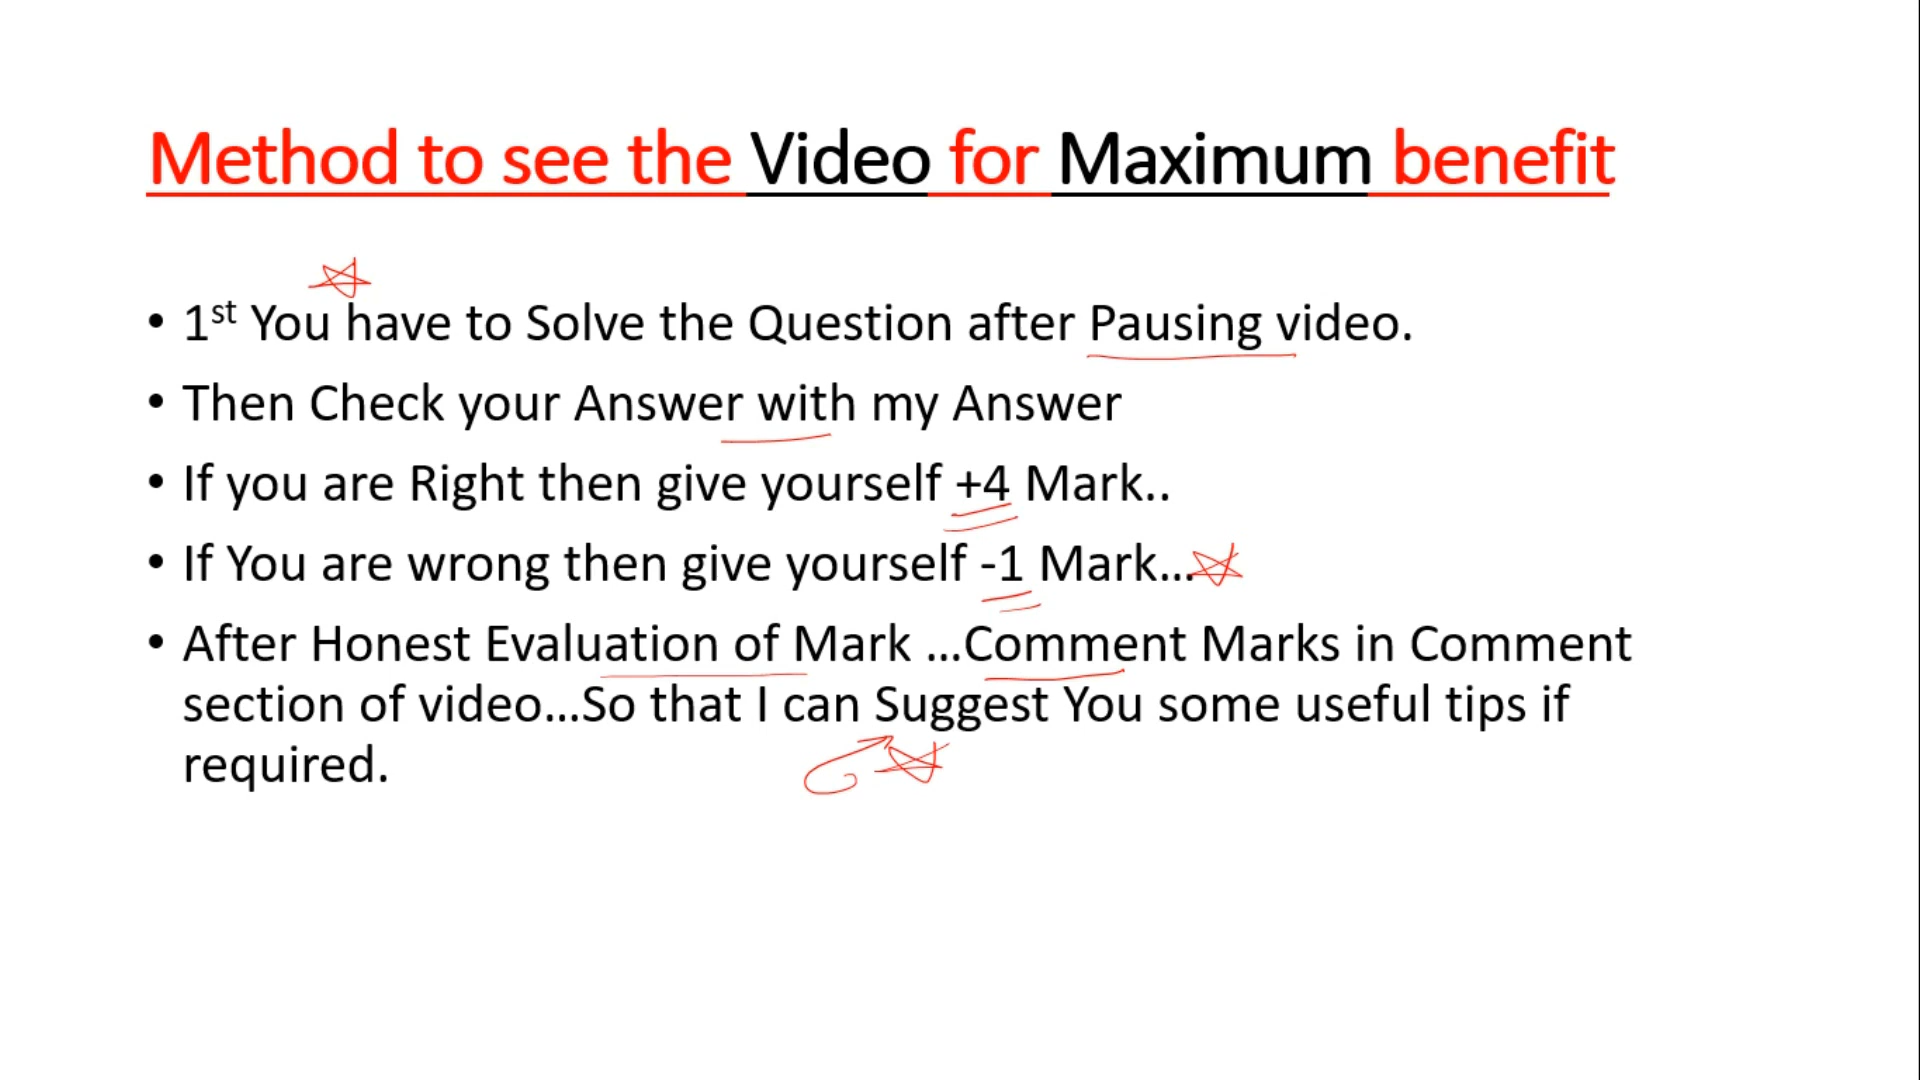 Method to see the Video for Maximum benefit
• 1st You have to Solve the Question after Pausing video.
• Then Check your Answer with my Answer
• If you are Right then give yourself +4 Mark..
• If You are wrong then give yourself -1 Mark...
• After Honest Evaluation of Mark ...Comment Marks in Comment
section of video...So that I can Suggest You some useful tips if
required.